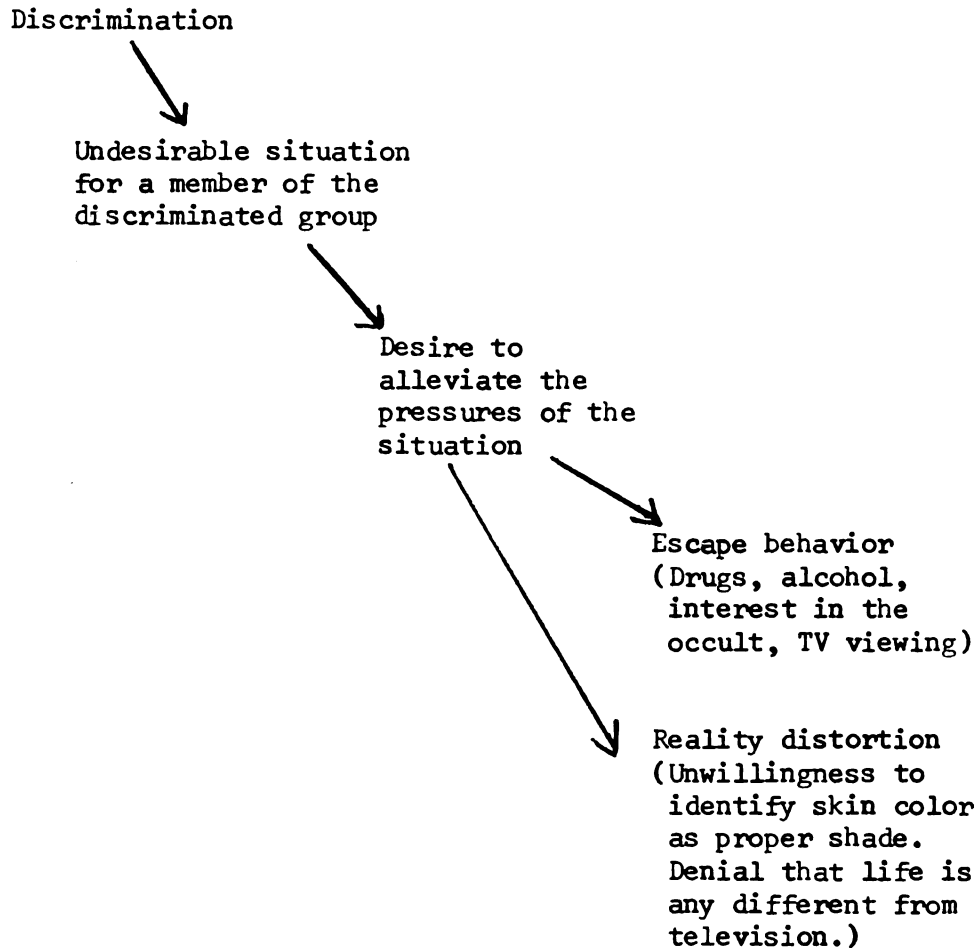 Discrimination
Undesirable situation
for a member of the
discriminated group
Desire to
alleviate the
pressures of the
situation
Escape behavior
(Drugs, alcohol,
interest in the
occult, TV viewing)
Reality distortion
(Unwillingness to
identify skin color
as proper shade.
Denial that life is
any different from
television.)